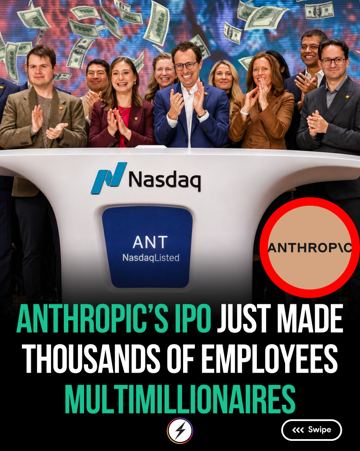 Nasdaq
ANT
NasdaqListed
ANTHROP\C
ANTHROPIC'S IPO JUST MADE
THOUSANDS OF EMPLOYEES
MULTIMILLIONAIRES
<<< Swipe